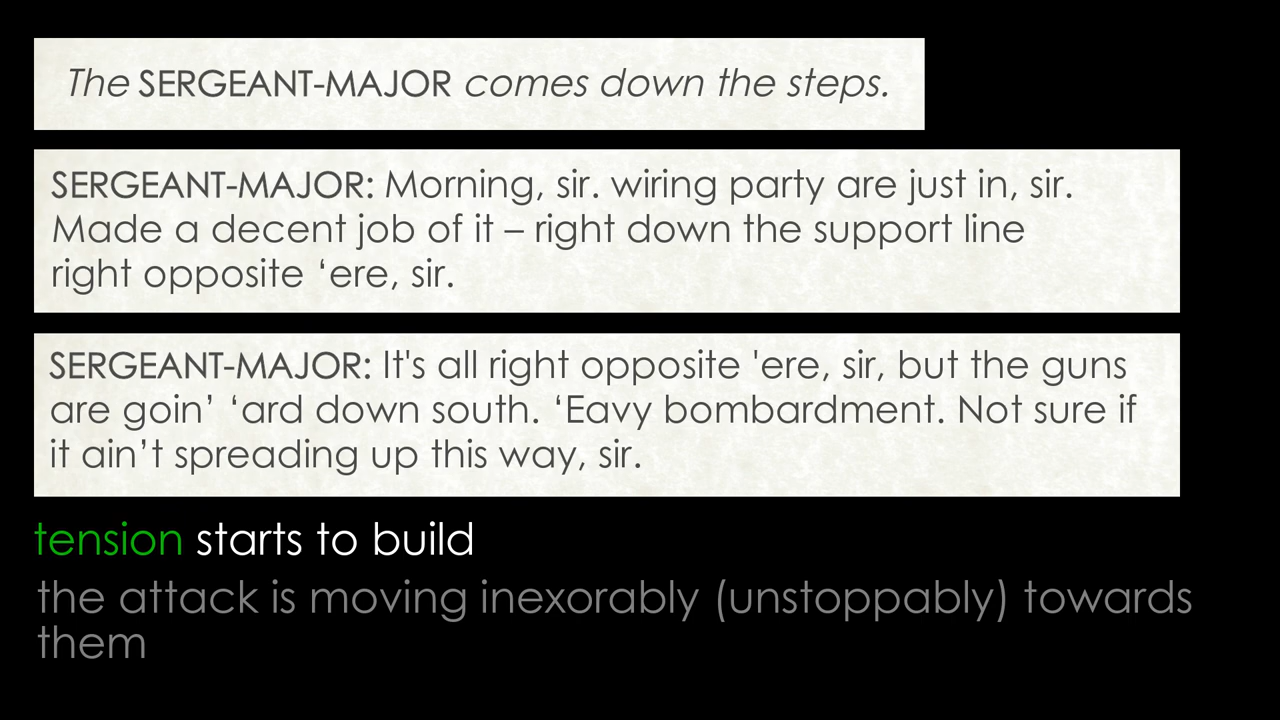 The SERGEANT-MAJOR comes down the steps.
SERGEANT-MAJOR: Morning, sir. wiring party are just in, sir.
Made a decent job of it – right down the support line
right opposite ‘ere, sir.
SERGEANT-MAJOR: It's all right opposite 'ere, sir, but the guns
are goin’ ‘ard down south. ‘Eavy bombardment. Not sure if
it ain’t spreading up this way, sir.
tension starts to build
the attack is moving inexorably (unstoppably) towards
them